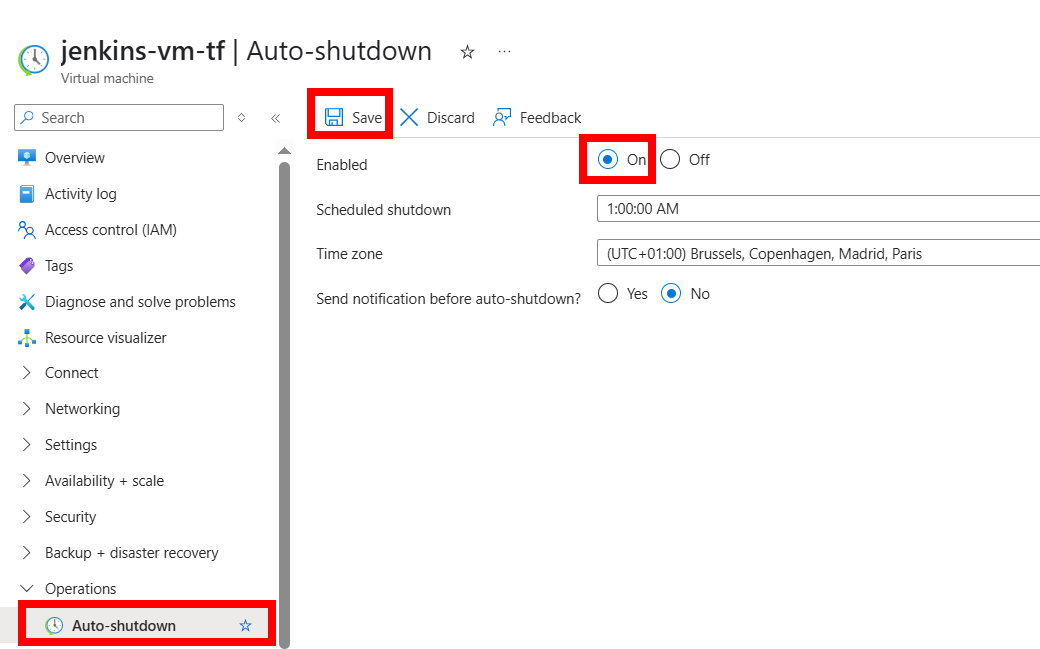 jenkins-vm-tf | Auto-shutdown
Virtual machine
Search
Save Discard Feedback
Overview
Activity log
Access control (IAM)
Tags
Diagnose and solve problems
Resource visualizer
Connect
Networking
Settings
Availability + scale
Security
Backup + disaster recovery
Operations
Auto-shutdown
Enabled On Off
Scheduled shutdown 1:00:00 AM
Time zone (UTC+01:00) Brussels, Copenhagen, Madrid, Paris
Send notification before auto-shutdown? Yes No